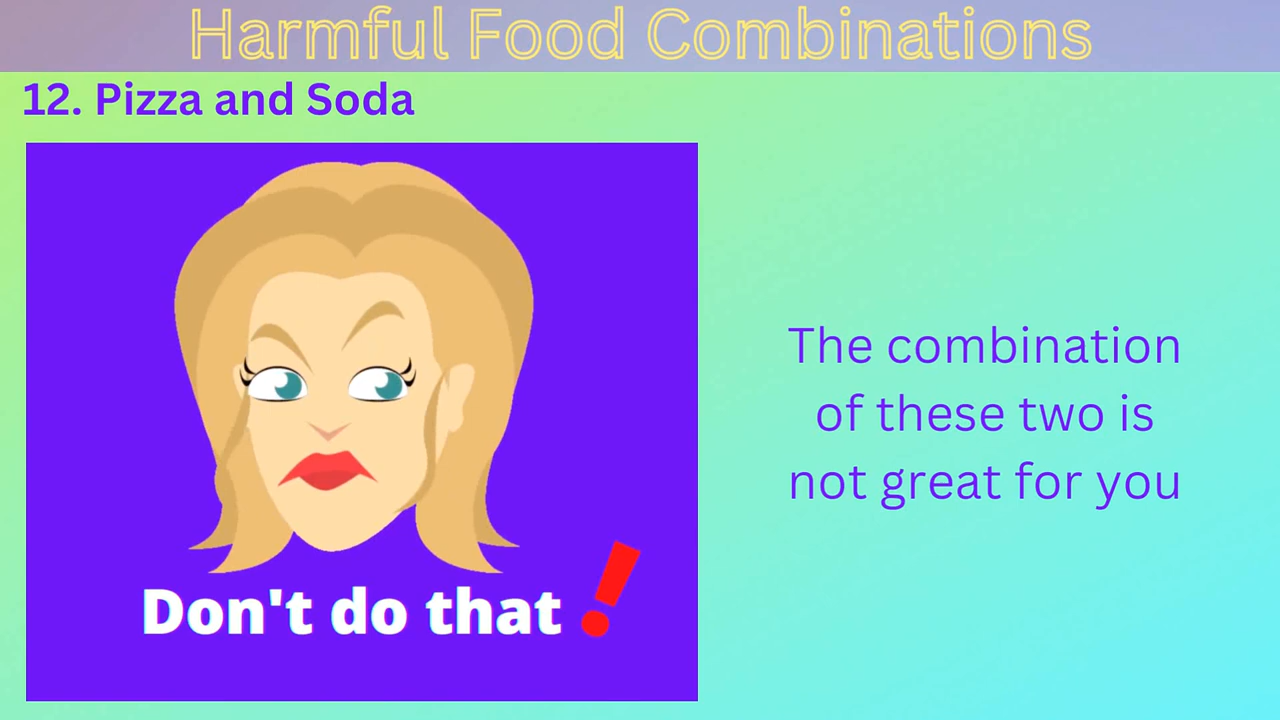 Harmful Food Combinations
12. Pizza and Soda
The combination
of these two is
not great for you
Don't do that!